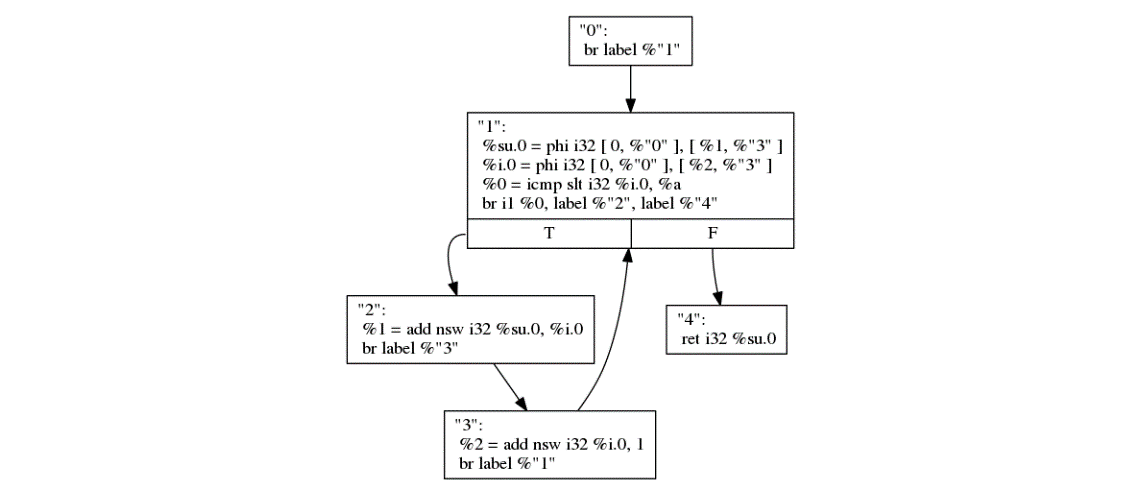 "0":
br label %"1"
"1":
%su.0 = phi i32 [ 0, %"0" ], [ %1, %"3" ]
%i.0 = phi i32 [ 0, %"0" ], [ %2, %"3" ]
%0 = icmp slt i32 %i.0, %a
br i1 %0, label %"2", label %"4"
T
F
"2":
%1 = add nsw i32 %su.0, %i.0
br label %"3"
"4":
ret i32 %su.0
"3":
%2 = add nsw i32 %i.0, 1
br label %"1"